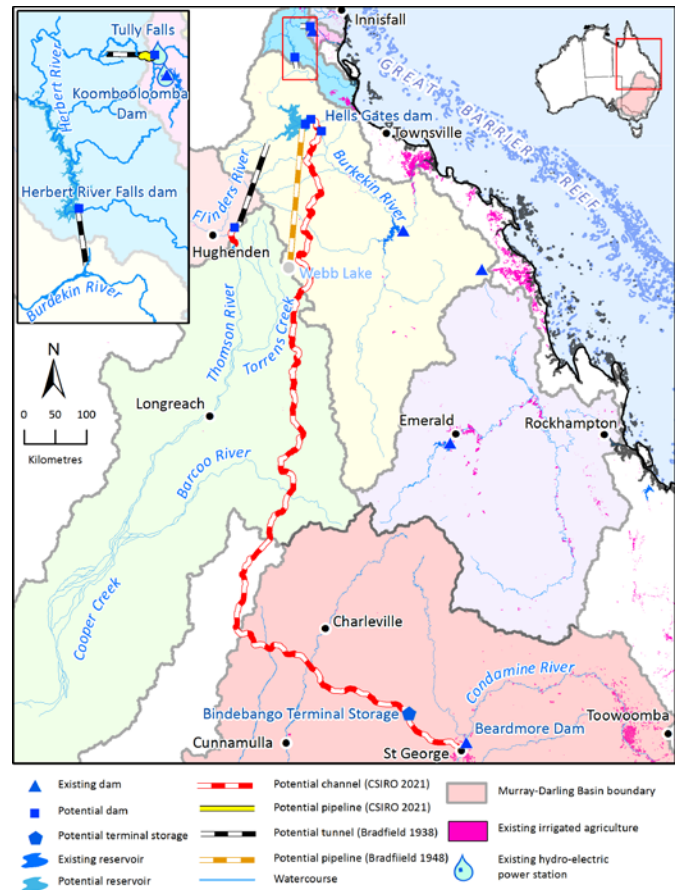 Innisfall
Tully Falls
Herbert River
Koombooloomba
Dam
Herbert River Falls dam
Burdekin River
GREAT BARRIER REEF
Hells Gates dam
Townsville
Flinders River
Burkekin River
Hughenden
Webb Lake
Thomson River
Torrens Creek
N
0 50 100
Kilometres
Longreach
Emerald
Rockhampton
Barcoo River
Cooper Creek
Charleville
Condamine River
Bindebango Terminal Storage
Beardmore Dam
Toowoomba
Cunnamulla
St George
Existing dam
Potential dam
Potential terminal storage
Existing reservoir
Potential reservoir
Potential channel (CSIRO 2021)
Potential pipeline (CSIRO 2021)
Potential tunnel (Bradfield 1938)
Potential pipeline (Bradfiield 1948)
Watercourse
Murray-Darling Basin boundary
Existing irrigated agriculture
Existing hydro-electric
power station